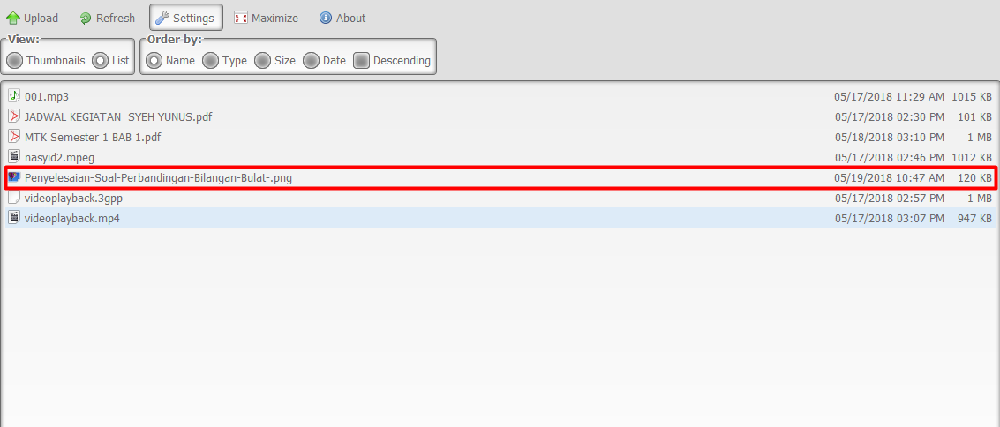 Upload Refresh Settings Maximize About
View: Order by:
Thumbnails List Name Type Size Date Descending
001.mp3 05/17/2018 11:29 AM 1015 KB
JADWAL KEGIATAN  SYEH YUNUS.pdf 05/17/2018 02:30 PM 101 KB
MTK Semester 1 BAB 1.pdf 05/18/2018 03:10 PM 1 MB
nasyid2.mpeg 05/17/2018 02:46 PM 1012 KB
Penyelesaian-Soal-Perbandingan-Bilangan-Bulat-.png 05/19/2018 10:47 AM 120 KB
videoplayback.3gpp 05/17/2018 02:57 PM 1 MB
videoplayback.mp4 05/17/2018 03:07 PM 947 KB